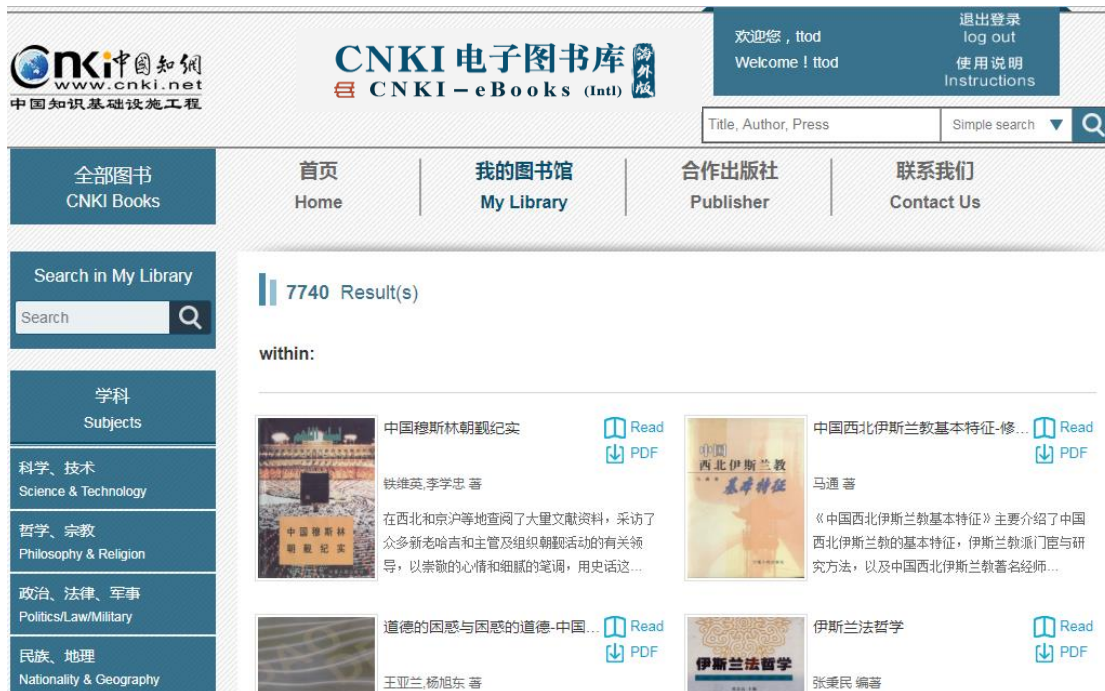 cnki中国知网
www.cnki.net
中国知识基础设施工程
CNKI 电子图书库 海外版
CNKI-eBooks (Intl)
欢迎您，ttod
Welcome！ttod
退出登录
log out
使用说明
Instructions
Title, Author, Press
Simple search
全部图书
CNKI Books
首页
Home
我的图书馆
My Library
合作出版社
Publisher
联系我们
Contact Us
Search in My Library
Search
学科
Subjects
科学、技术
Science & Technology
哲学、宗教
Philosophy & Religion
政治、法律、军事
Politics/Law/Military
民族、地理
Nationality & Geography
7740 Result(s)
within:
中国穆斯林
朝觐纪实
中国穆斯林朝觐纪实
Read
PDF
铁维英,李学忠 著
在西北和京沪等地查阅了大量文献资料，采访了
众多新老哈吉和主管及组织朝觐活动的有关领
导，以崇敬的心情和细腻的笔调，用史话这...
中国
西北伊斯兰教
基本特征
中国西北伊斯兰教基本特征-修...
Read
PDF
马通 著
《中国西北伊斯兰教基本特征》主要介绍了中国
西北伊斯兰教的基本特征，伊斯兰教派门宦与研
究方法，以及中国西北伊斯兰教著名经师...
道德的困惑与困惑的道德-中国...
Read
PDF
王亚兰,杨旭东 著
伊斯兰法哲学
伊斯兰法哲学
Read
PDF
张秉民 编著